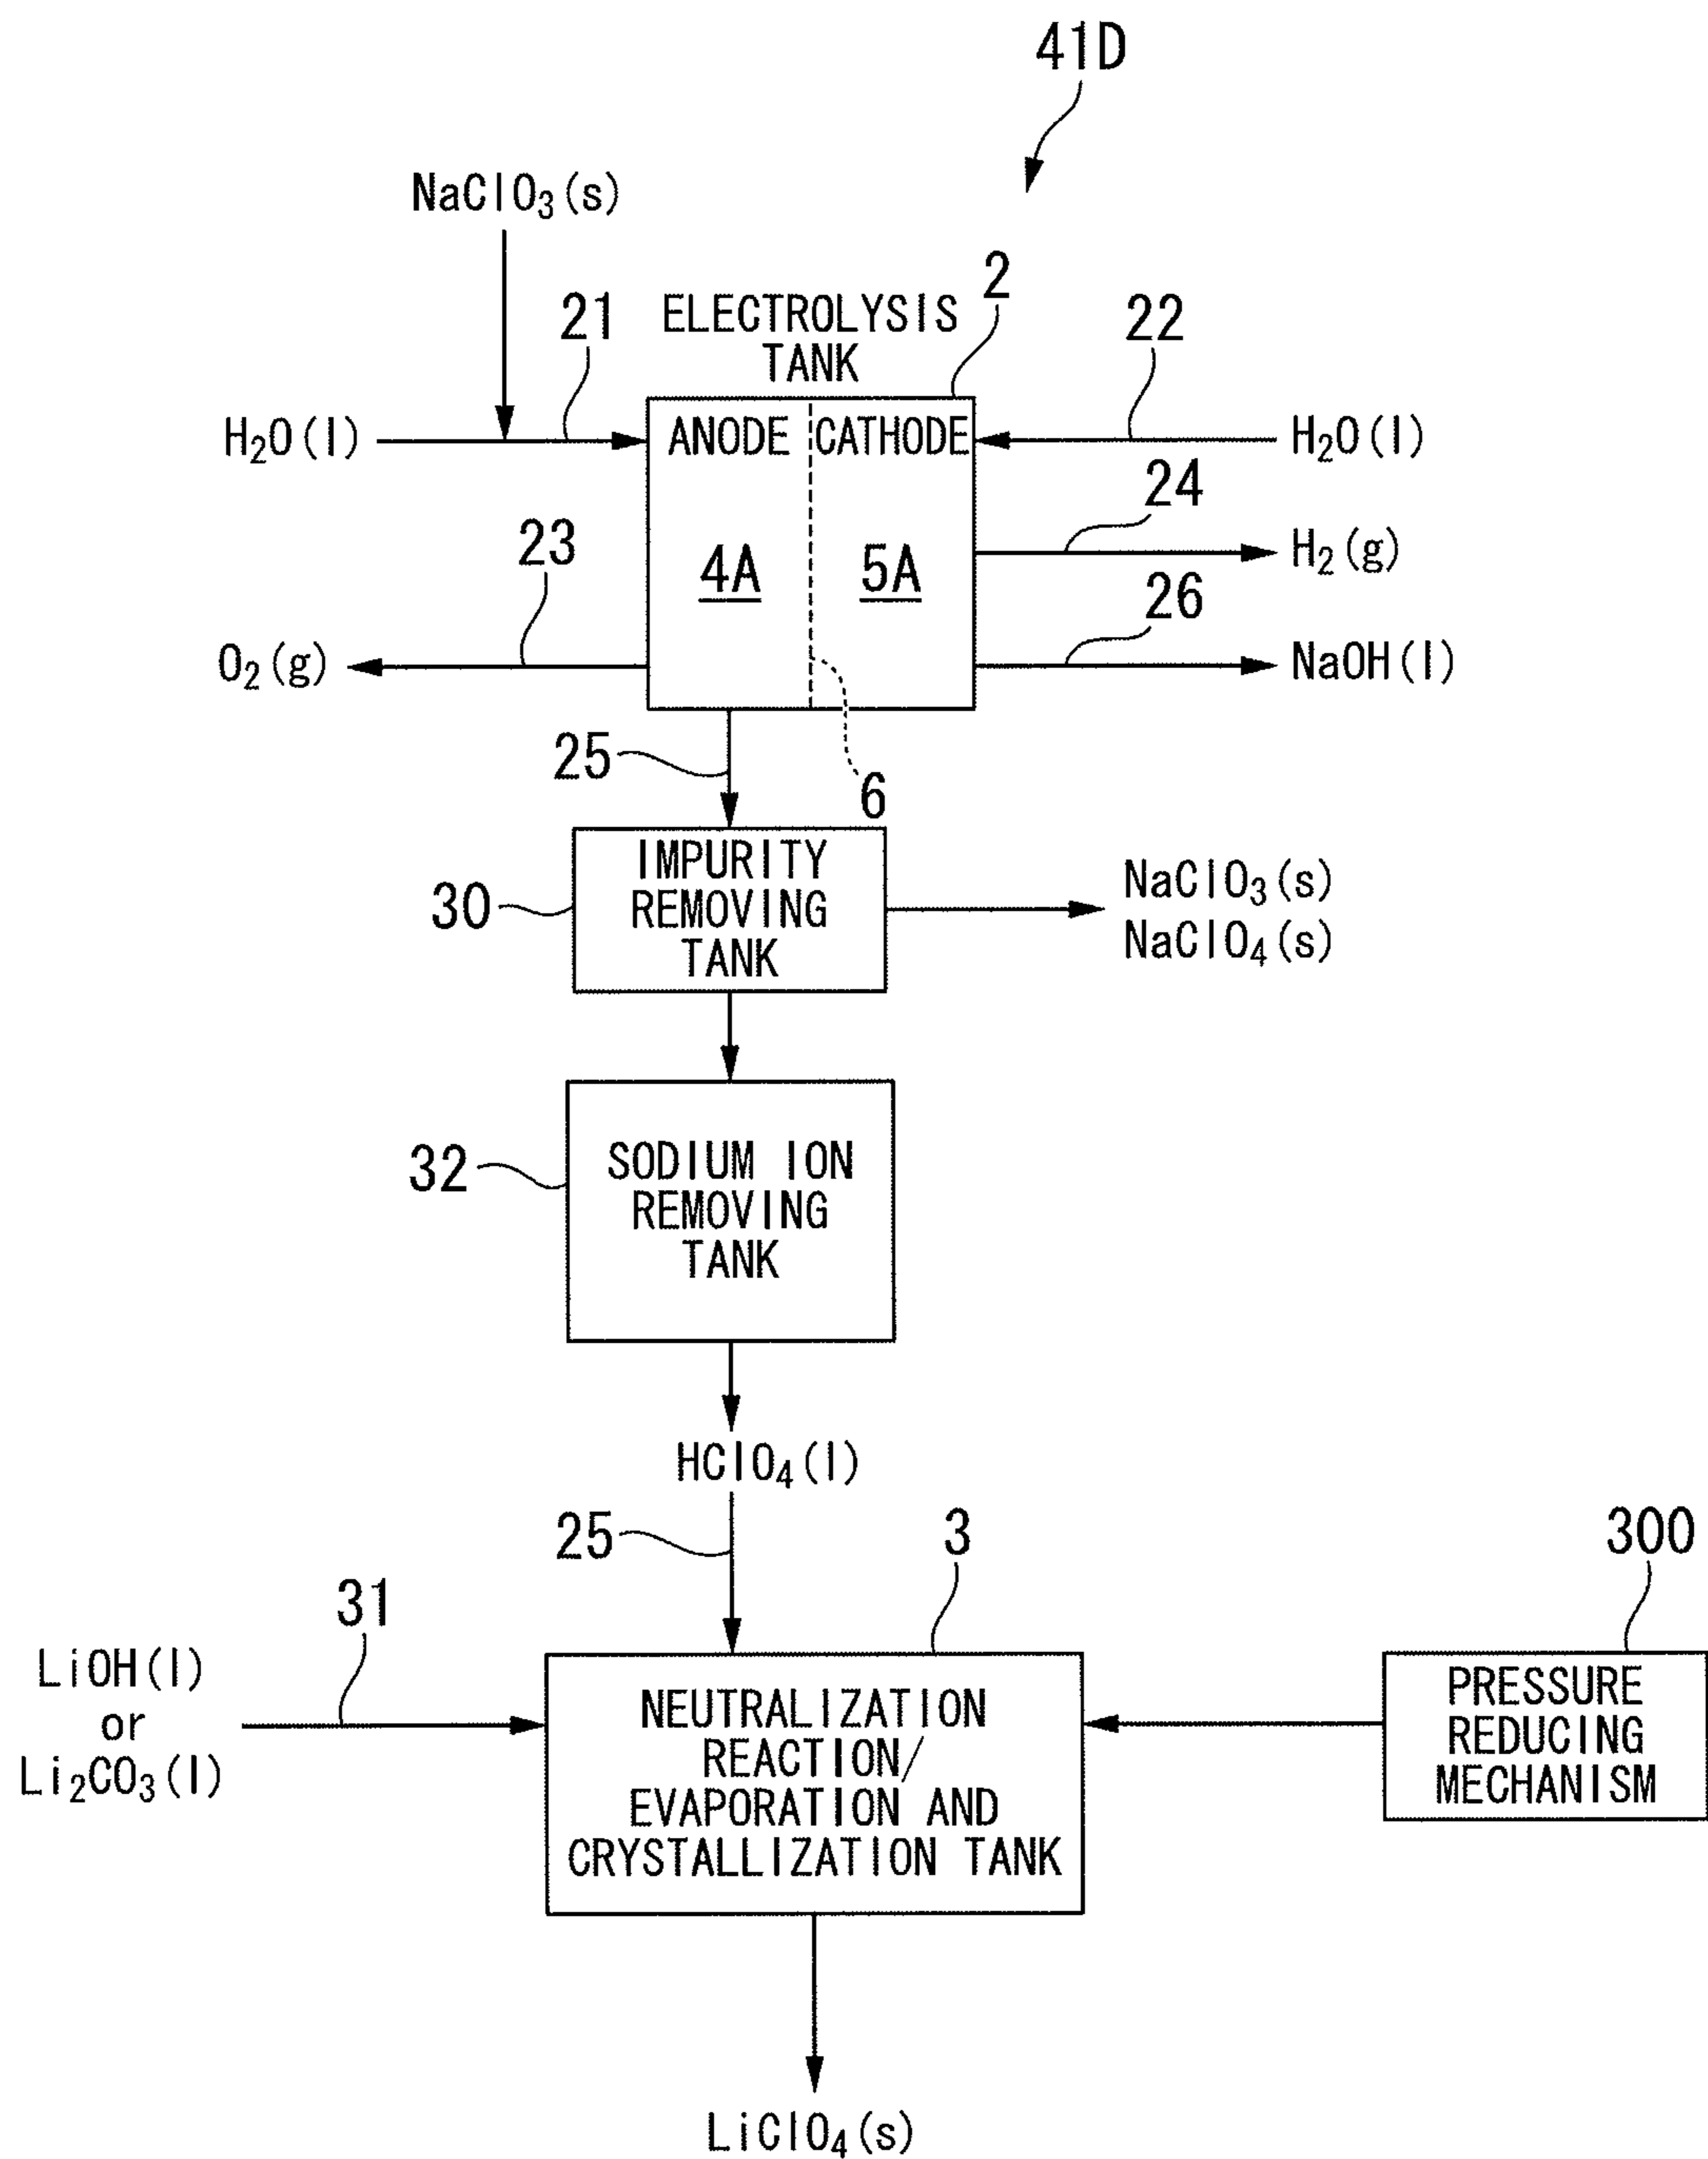 41D
NaClO₃(s)
2
21
ELECTROLYSIS
TANK
22
H₂O(l)
ANODE
CATHODE
H₂O(l)
24
23
4A
5A
H₂(g)
26
O₂(g)
NaOH(l)
25
6
30
IMPURITY
REMOVING
TANK
NaClO₃(s)
NaClO₄(s)
32
SODIUM ION
REMOVING
TANK
HClO₄(l)
25
3
300
31
LiOH(l)
or
Li₂CO₃(l)
NEUTRALIZATION
REACTION/
EVAPORATION AND
CRYSTALLIZATION TANK
PRESSURE
REDUCING
MECHANISM
LiClO₄(s)